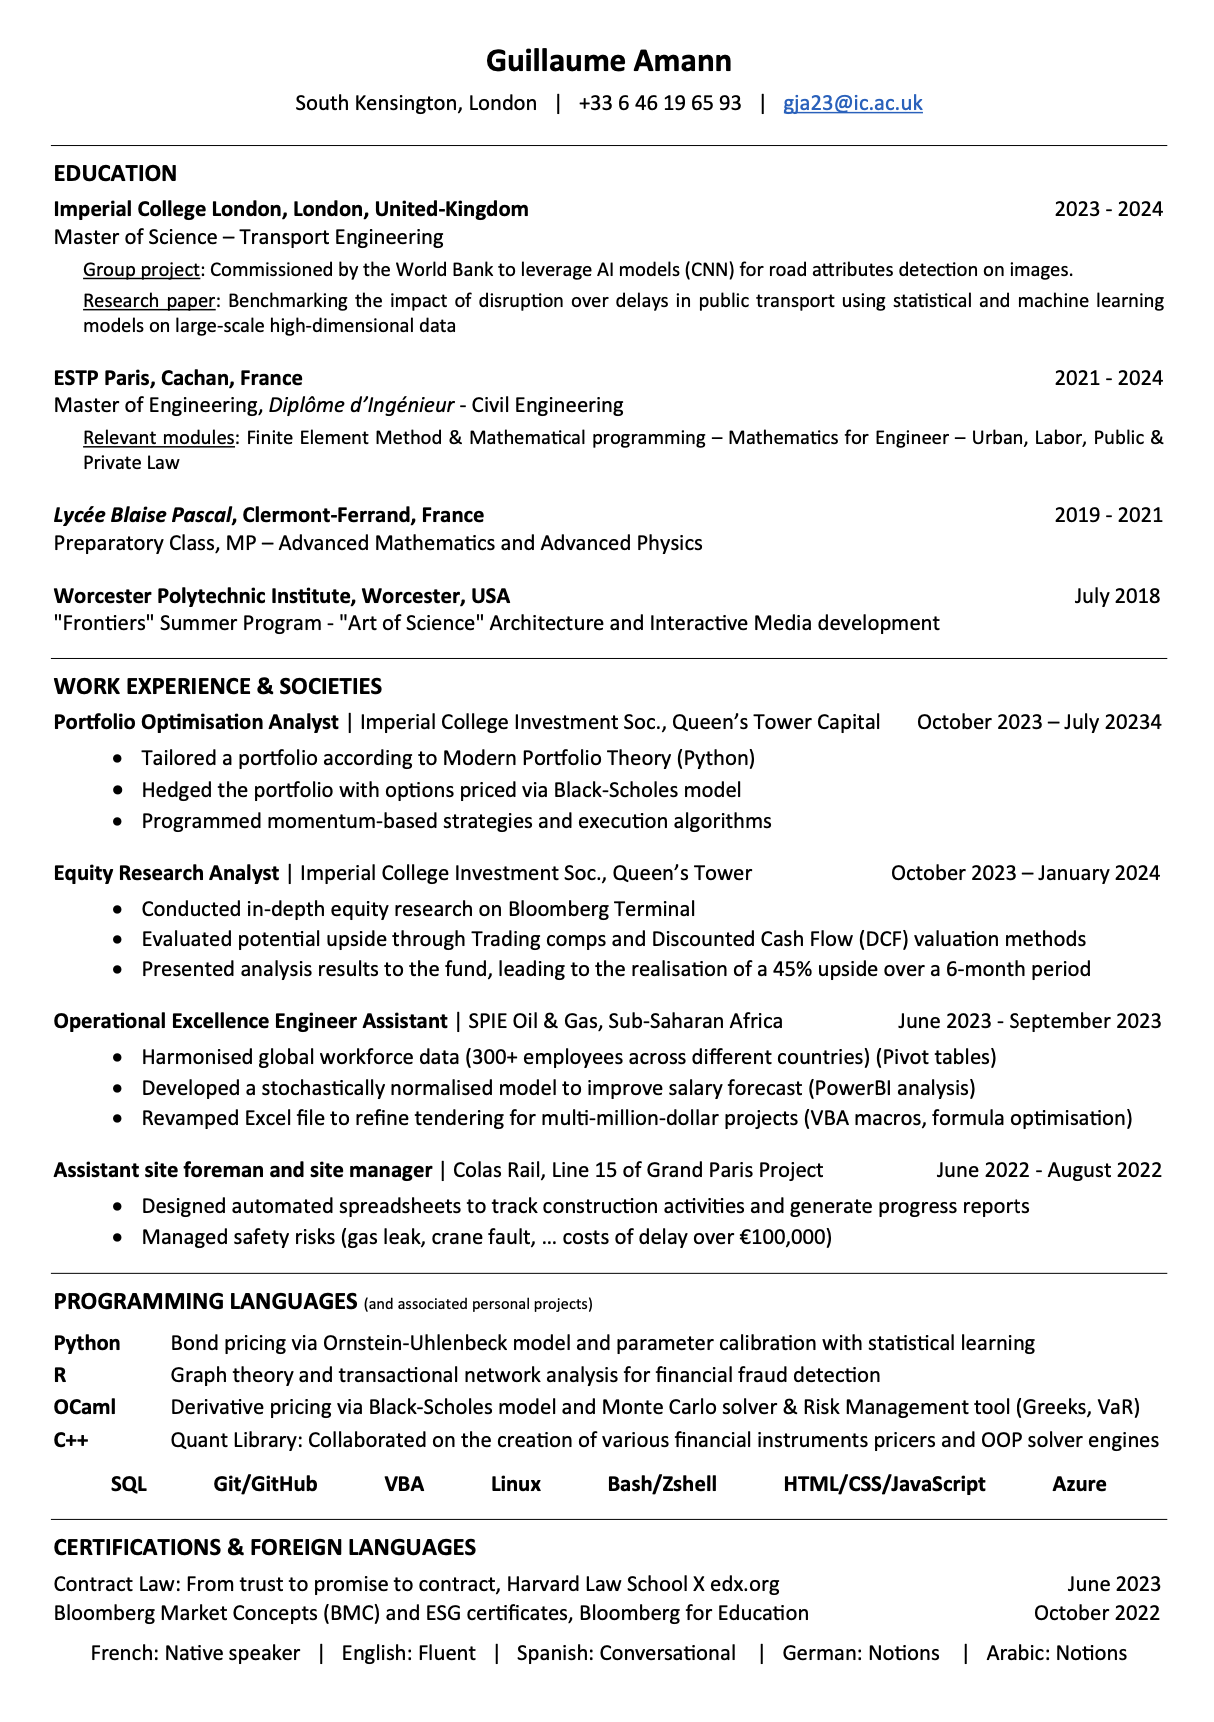 Guillaume Amann
South Kensington, London | +33 6 46 19 65 93 | gja23@ic.ac.uk
EDUCATION
Imperial College London, London, United-Kingdom 2023 - 2024
Master of Science – Transport Engineering
Group project: Commissioned by the World Bank to leverage AI models (CNN) for road attributes detection on images.
Research paper: Benchmarking the impact of disruption over delays in public transport using statistical and machine learning
models on large-scale high-dimensional data
ESTP Paris, Cachan, France 2021 - 2024
Master of Engineering, Diplôme d’Ingénieur - Civil Engineering
Relevant modules: Finite Element Method & Mathematical programming – Mathematics for Engineer – Urban, Labor, Public &
Private Law
Lycée Blaise Pascal, Clermont-Ferrand, France 2019 - 2021
Preparatory Class, MP – Advanced Mathematics and Advanced Physics
Worcester Polytechnic Institute, Worcester, USA July 2018
"Frontiers" Summer Program - "Art of Science" Architecture and Interactive Media development
WORK EXPERIENCE & SOCIETIES
Portfolio Optimisation Analyst | Imperial College Investment Soc., Queen’s Tower Capital October 2023 – July 20234
• Tailored a portfolio according to Modern Portfolio Theory (Python)
• Hedged the portfolio with options priced via Black-Scholes model
• Programmed momentum-based strategies and execution algorithms
Equity Research Analyst | Imperial College Investment Soc., Queen’s Tower October 2023 – January 2024
• Conducted in-depth equity research on Bloomberg Terminal
• Evaluated potential upside through Trading comps and Discounted Cash Flow (DCF) valuation methods
• Presented analysis results to the fund, leading to the realisation of a 45% upside over a 6-month period
Operational Excellence Engineer Assistant | SPIE Oil & Gas, Sub-Saharan Africa June 2023 - September 2023
• Harmonised global workforce data (300+ employees across different countries) (Pivot tables)
• Developed a stochastically normalised model to improve salary forecast (PowerBI analysis)
• Revamped Excel file to refine tendering for multi-million-dollar projects (VBA macros, formula optimisation)
Assistant site foreman and site manager | Colas Rail, Line 15 of Grand Paris Project June 2022 - August 2022
• Designed automated spreadsheets to track construction activities and generate progress reports
• Managed safety risks (gas leak, crane fault, … costs of delay over €100,000)
PROGRAMMING LANGUAGES (and associated personal projects)
Python Bond pricing via Ornstein-Uhlenbeck model and parameter calibration with statistical learning
R Graph theory and transactional network analysis for financial fraud detection
OCaml Derivative pricing via Black-Scholes model and Monte Carlo solver & Risk Management tool (Greeks, VaR)
C++ Quant Library: Collaborated on the creation of various financial instruments pricers and OOP solver engines
SQL Git/GitHub VBA Linux Bash/Zshell HTML/CSS/JavaScript Azure
CERTIFICATIONS & FOREIGN LANGUAGES
Contract Law: From trust to promise to contract, Harvard Law School X edx.org June 2023
Bloomberg Market Concepts (BMC) and ESG certificates, Bloomberg for Education October 2022
French: Native speaker | English: Fluent | Spanish: Conversational | German: Notions | Arabic: Notions